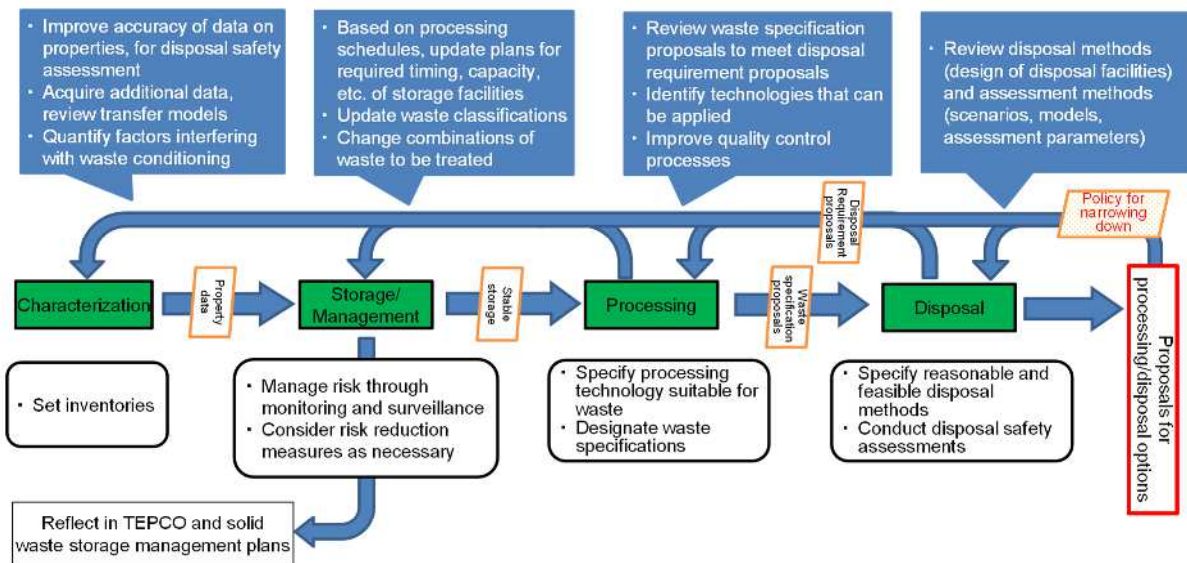 • Improve accuracy of data on
properties, for disposal safety
assessment
• Acquire additional data,
review transfer models
• Quantify factors interfering
with waste conditioning
• Based on processing
schedules, update plans for
required timing, capacity,
etc. of storage facilities
• Update waste classifications
• Change combinations of
waste to be treated
• Review waste specification
proposals to meet disposal
requirement proposals
• Identify technologies that can
be applied
• Improve quality control
processes
• Review disposal methods
(design of disposal facilities)
and assessment methods
(scenarios, models,
assessment parameters)
Disposal
Requirement
proposals
Policy for
narrowing
down
Characterization
Property
data
Storage/
Management
Stable
storage
Processing
Waste
specification
proposals
Disposal
Proposals for
processing/disposal options
• Set inventories
• Manage risk through
monitoring and surveillance
• Consider risk reduction
measures as necessary
• Specify processing
technology suitable for
waste
• Designate waste
specifications
• Specify reasonable and
feasible disposal
methods
• Conduct disposal safety
assessments
Reflect in TEPCO and solid
waste storage management plans